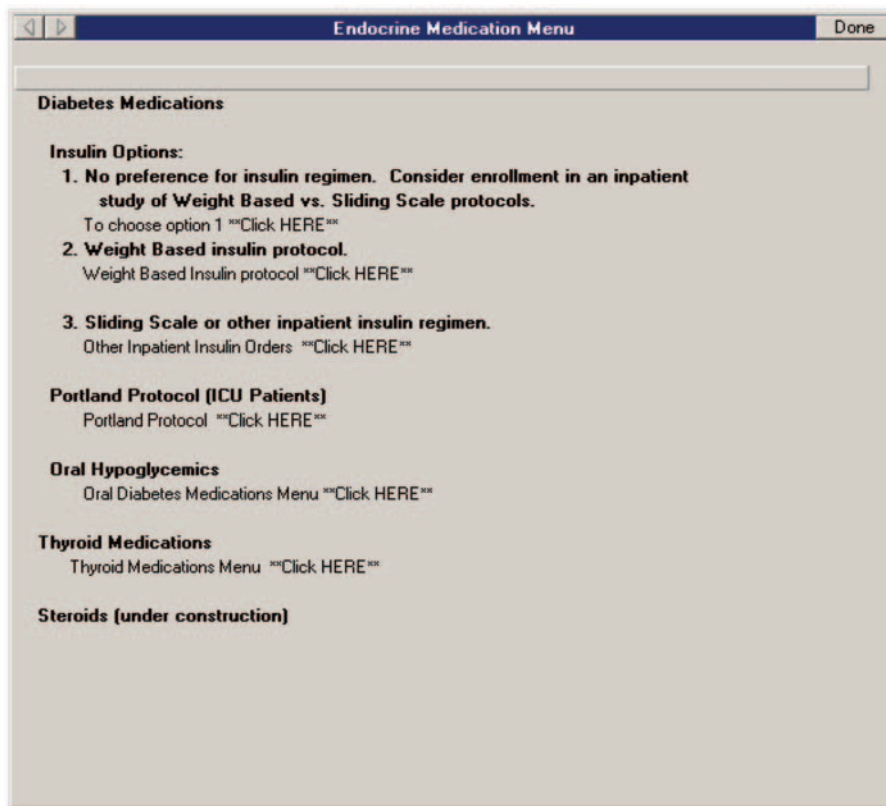 Endocrine Medication Menu Done
Diabetes Medications
Insulin Options:
1. No preference for insulin regimen. Consider enrollment in an inpatient
study of Weight Based vs. Sliding Scale protocols.
To choose option 1 **Click HERE**
2. Weight Based insulin protocol.
Weight Based Insulin protocol **Click HERE**
3. Sliding Scale or other inpatient insulin regimen.
Other Inpatient Insulin Orders **Click HERE**
Portland Protocol (ICU Patients)
Portland Protocol **Click HERE**
Oral Hypoglycemics
Oral Diabetes Medications Menu **Click HERE**
Thyroid Medications
Thyroid Medications Menu **Click HERE**
Steroids (under construction)